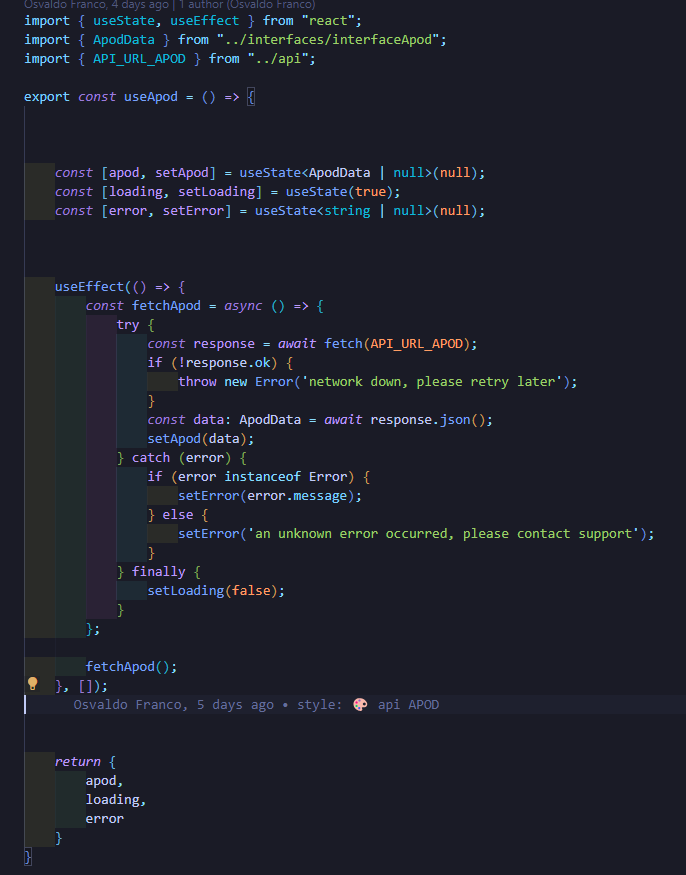 Osvaldo Franco, 4 days ago | 1 author (Osvaldo Franco)
import { useState, useEffect } from "react";
import { ApodData } from "../interfaces/interfaceApod";
import { API_URL_APOD } from "../api";
export const useApod = () => {
const [apod, setApod] = useState<ApodData | null>(null);
const [loading, setLoading] = useState(true);
const [error, setError] = useState<string | null>(null);
useEffect(() => {
const fetchApod = async () => {
try {
const response = await fetch(API_URL_APOD);
if (!response.ok) {
throw new Error('network down, please retry later');
}
const data: ApodData = await response.json();
setApod(data);
} catch (error) {
if (error instanceof Error) {
setError(error.message);
} else {
setError('an unknown error occurred, please contact support');
}
} finally {
setLoading(false);
}
};
fetchApod();
}, []);
Osvaldo Franco, 5 days ago • style: 🎨 api APOD
return {
apod,
loading,
error
}
}